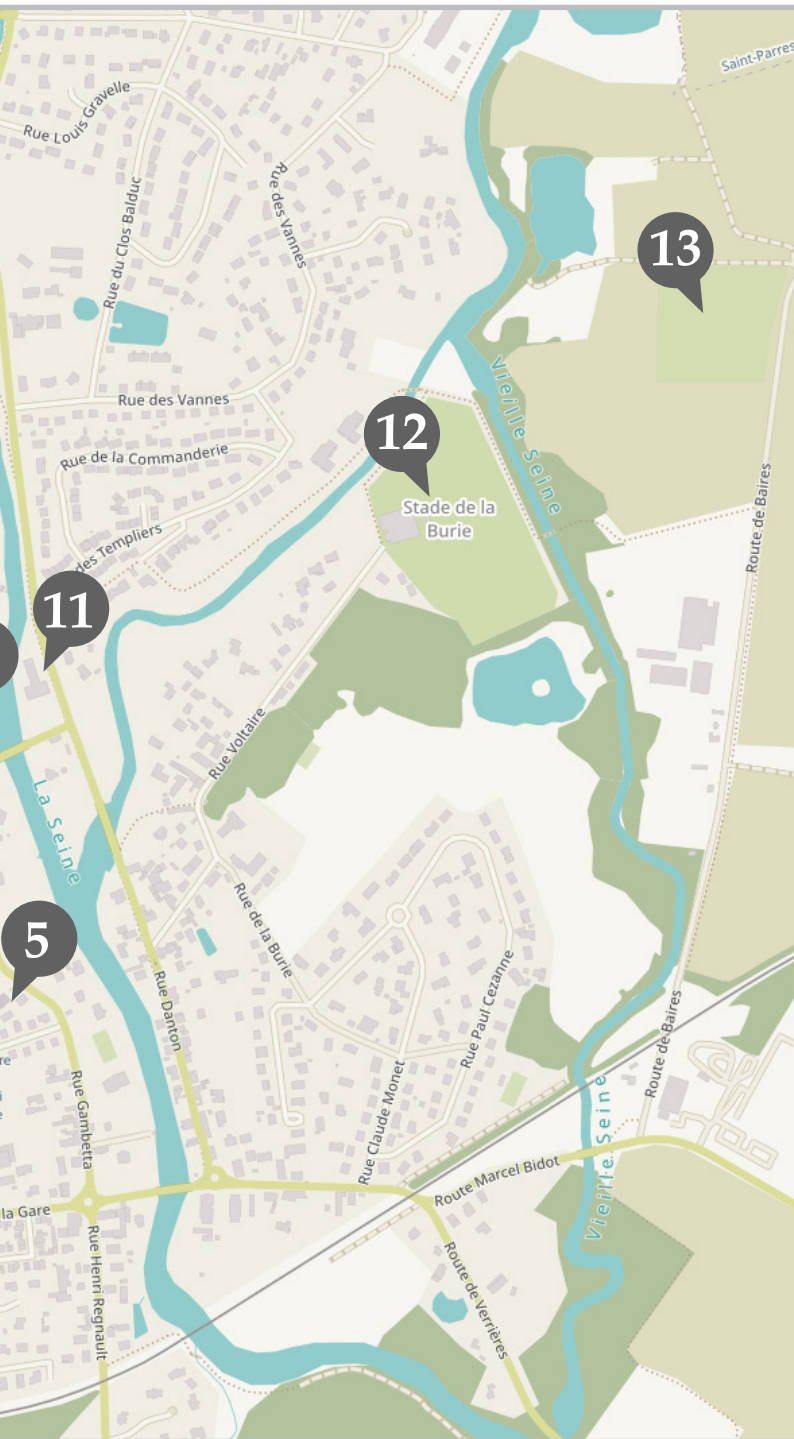 Saint-Parres
Rue Louis Gravelle
Rue du Clos Balduc
Rue des Vannes
13
Vieille Seine
Rue des Vannes
12
Rue de la Commanderie
Stade de la
Burie
Route de Baires
des Templiers
11
Rue Voltaire
La Seine
5
Rue de la Burie
Rue Danton
Rue Paul Cezanne
Route de Baires
re
i
e
Rue Gambetta
Rue Claude Monet
Vieille Seine
Route Marcel Bidot
la Gare
Rue Henri Regnault
Route de Verrières